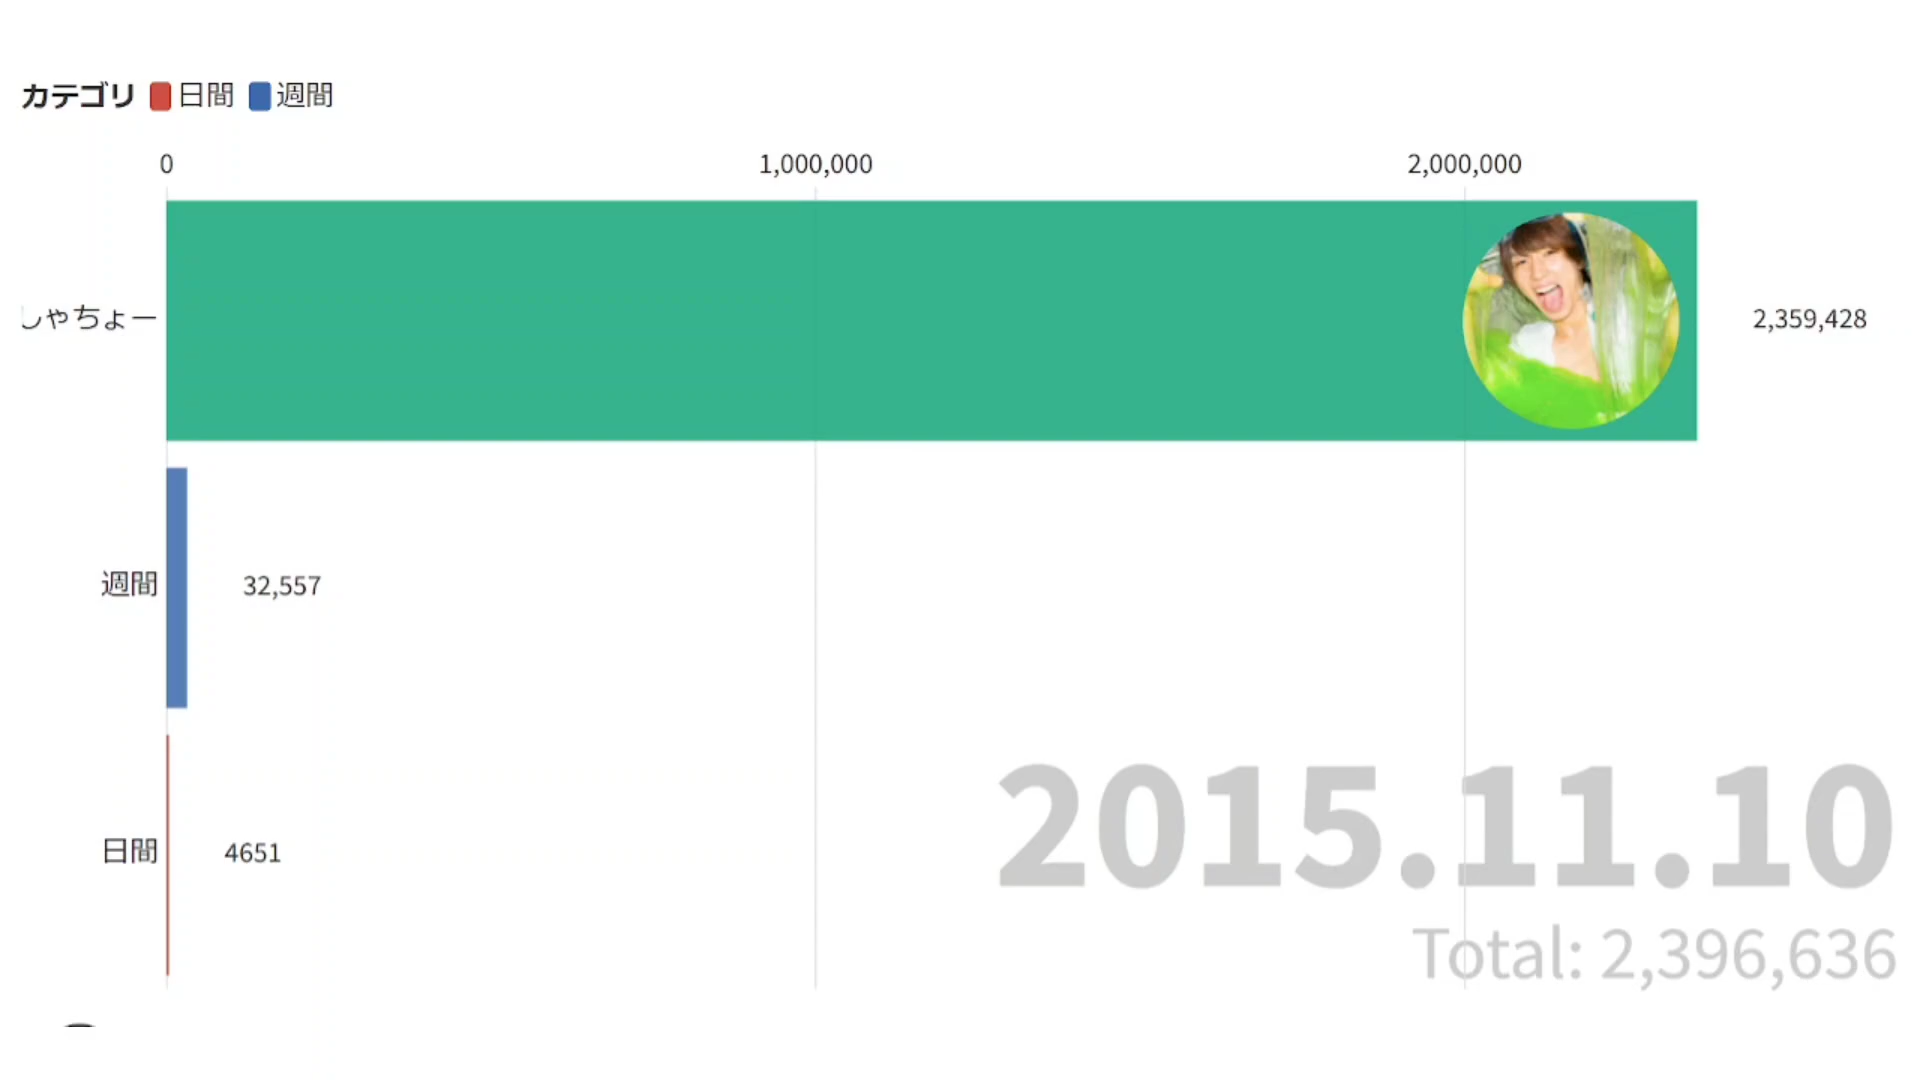 カテゴリ 日間 週間
0 1,000,000 2,000,000
しゃちょー 2,359,428
週間 32,557
日間 4651
2015.11.10
Total: 2,396,636